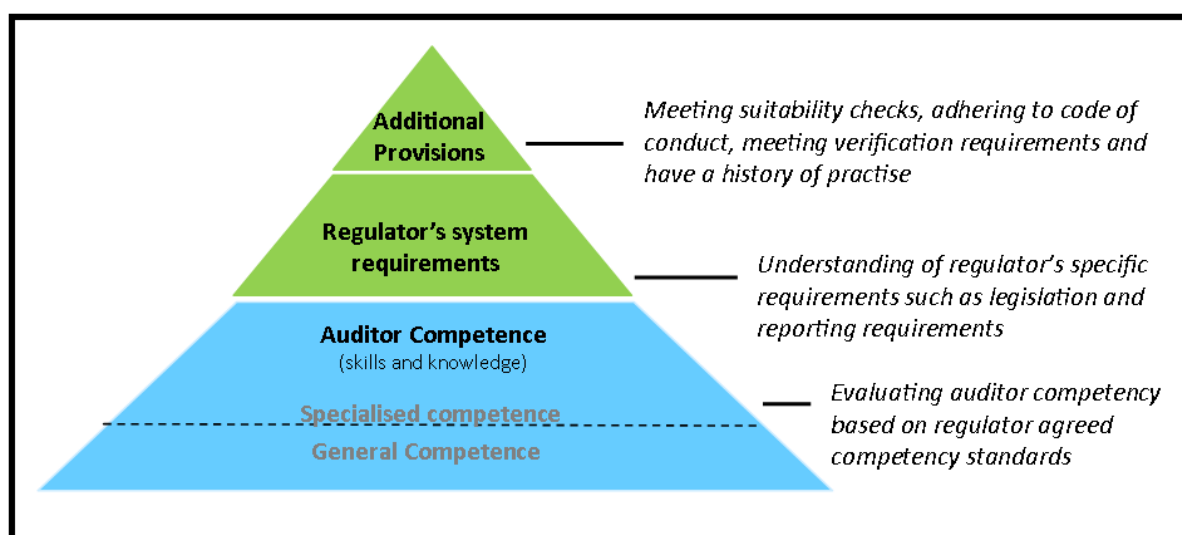 Additional
Provisions
Meeting suitability checks, adhering to code of
conduct, meeting verification requirements and
have a history of practise
Regulator's system
requirements
Understanding of regulator's specific
requirements such as legislation and
reporting requirements
Auditor Competence
(skills and knowledge)
Specialised competence
General Competence
Evaluating auditor competency
based on regulator agreed
competency standards